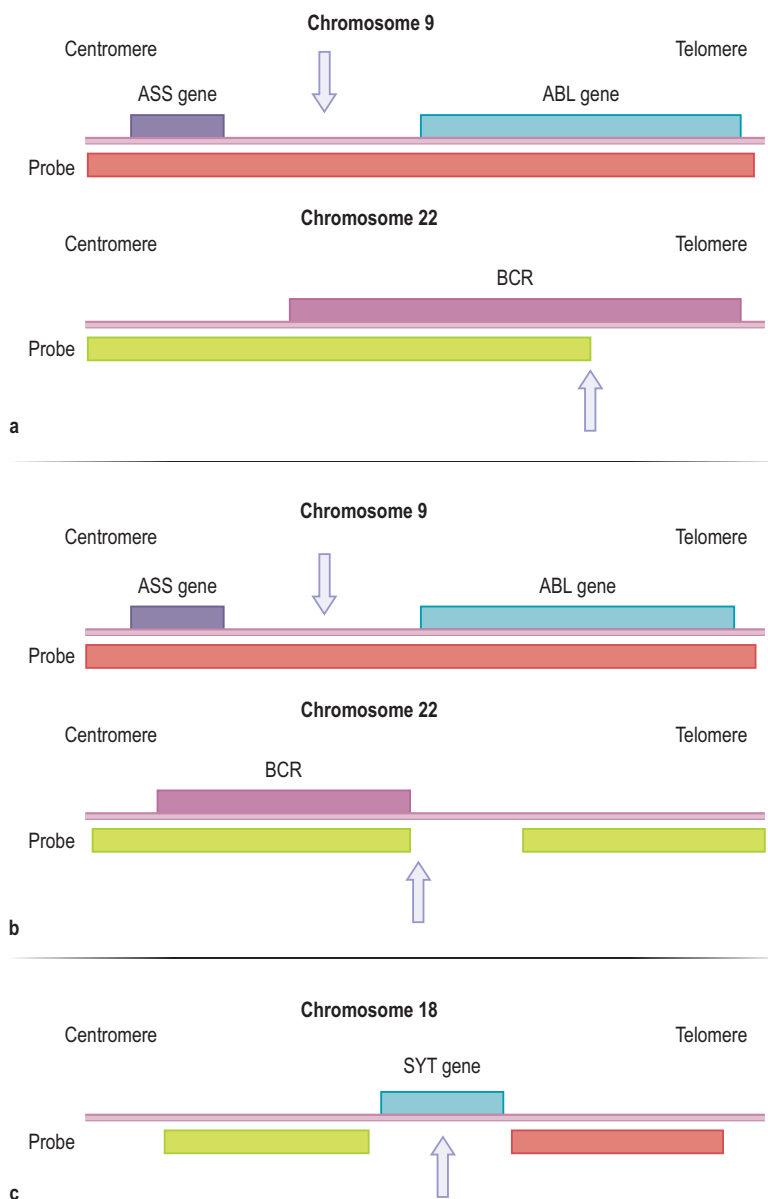 Chromosome 9
Centromere Telomere
ASS gene ABL gene
Probe
Chromosome 22
Centromere Telomere
BCR
Probe
a
Chromosome 9
Centromere Telomere
ASS gene ABL gene
Probe
Chromosome 22
Centromere Telomere
BCR
Probe
b
Chromosome 18
Centromere Telomere
SYT gene
Probe
c